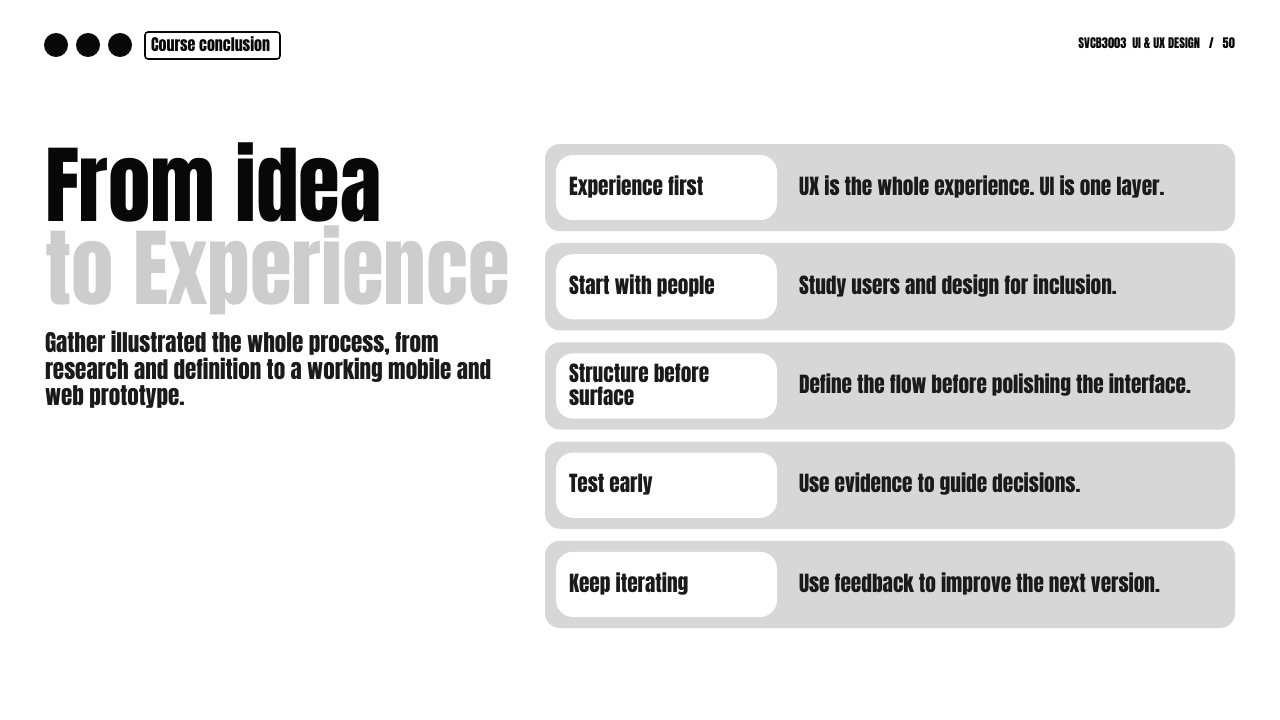 Course conclusion
SVCB3003 UI & UX DESIGN / 50
From idea
to Experience
Gather illustrated the whole process, from
research and definition to a working mobile and
web prototype.
Experience first
UX is the whole experience. UI is one layer.
Start with people
Study users and design for inclusion.
Structure before
surface
Define the flow before polishing the interface.
Test early
Use evidence to guide decisions.
Keep iterating
Use feedback to improve the next version.